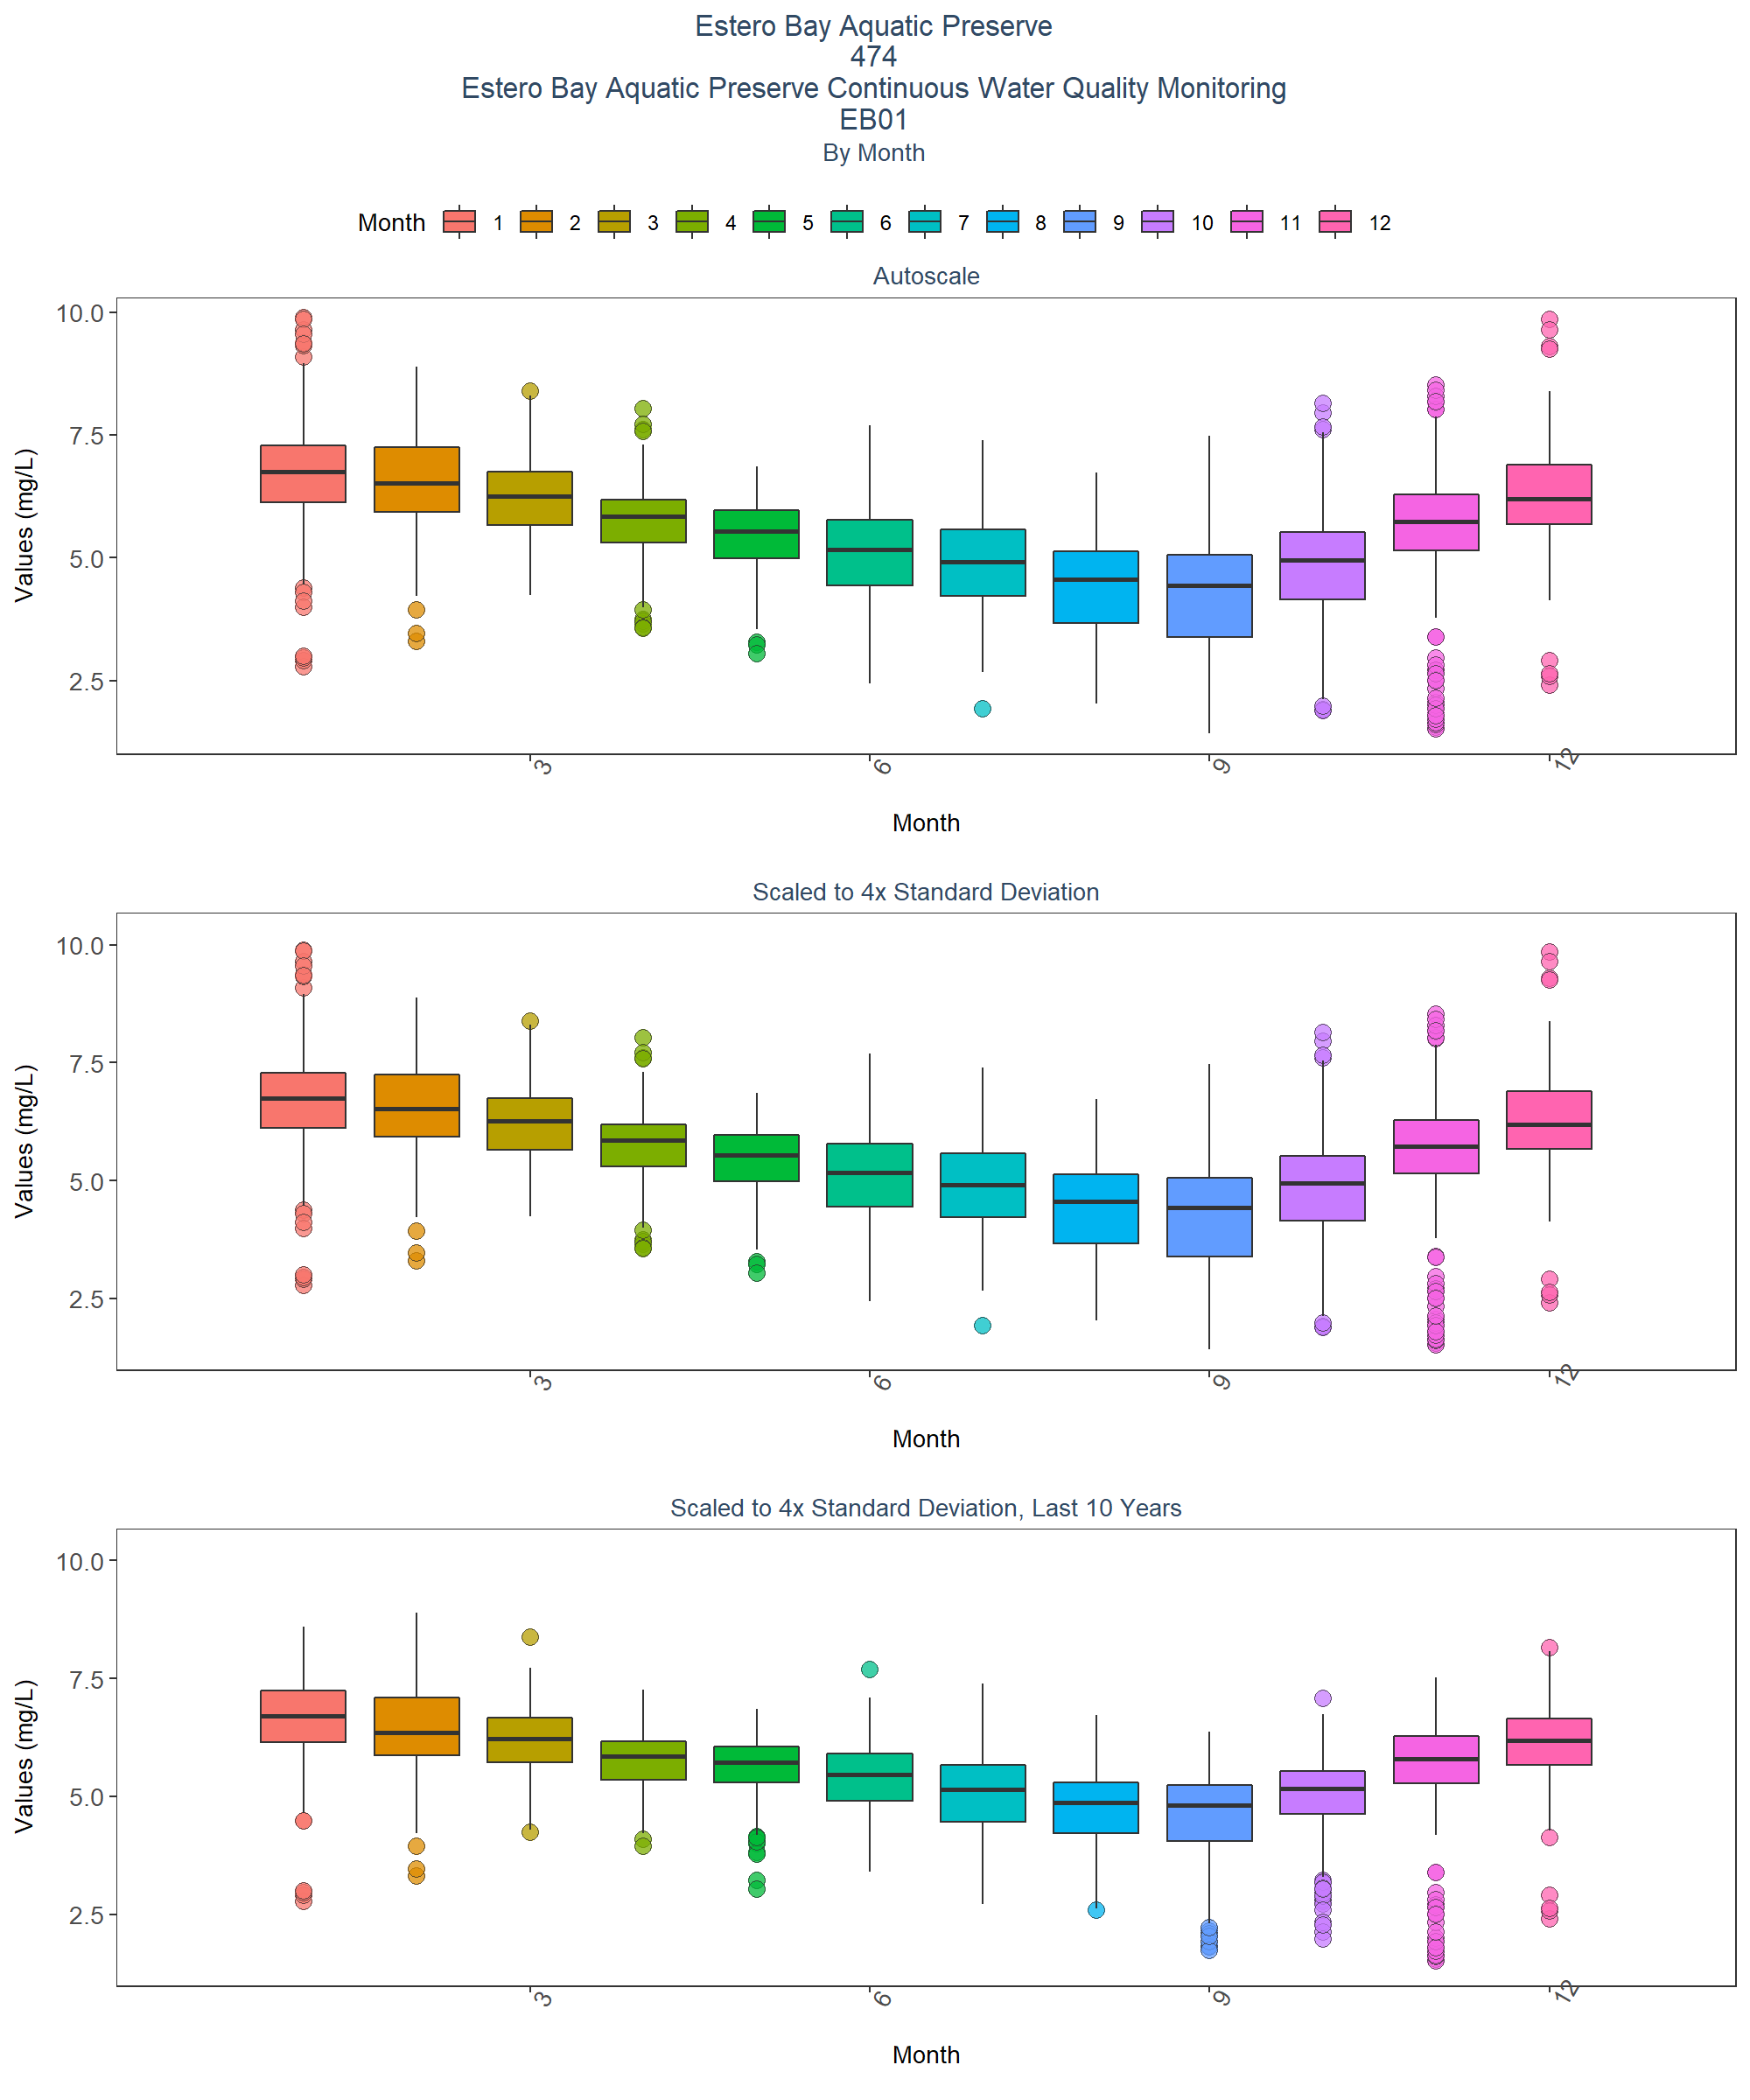 Estero Bay Aquatic Preserve
474
Estero Bay Aquatic Preserve Continuous Water Quality Monitoring
EB01
By Month
Month 1 2 3 4 5 6 7 8 9 10 11 12
Autoscale
Values (mg/L)
10.0
7.5
5.0
2.5
3 6 9 12
Month
Scaled to 4x Standard Deviation
Values (mg/L)
10.0
7.5
5.0
2.5
3 6 9 12
Month
Scaled to 4x Standard Deviation, Last 10 Years
Values (mg/L)
10.0
7.5
5.0
2.5
3 6 9 12
Month